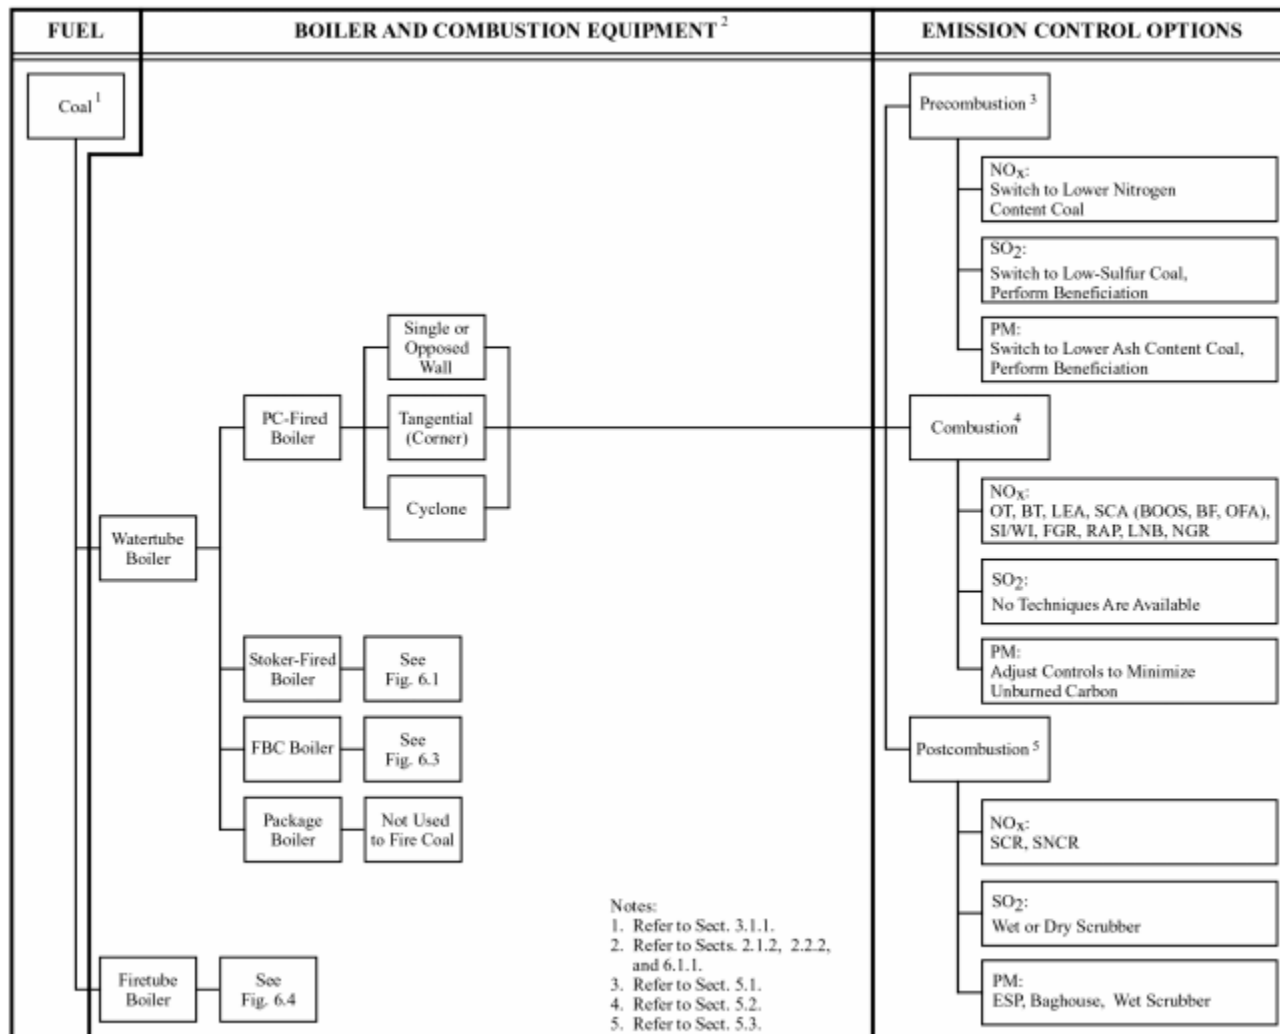 FUEL
BOILER AND COMBUSTION EQUIPMENT 2
EMISSION CONTROL OPTIONS
Coal 1
Precombustion 3
NOx:
Switch to Lower Nitrogen
Content Coal
SO2:
Switch to Low-Sulfur Coal,
Perform Beneficiation
PM:
Switch to Lower Ash Content Coal,
Perform Beneficiation
Single or
Opposed
Wall
PC-Fired
Boiler
Tangential
(Corner)
Cyclone
Combustion 4
NOx:
OT, BT, LEA, SCA (BOOS, BF, OFA),
SI/WI, FGR, RAP, LNB, NGR
SO2:
No Techniques Are Available
PM:
Adjust Controls to Minimize
Unburned Carbon
Watertube
Boiler
Stoker-Fired
Boiler
See
Fig. 6.1
FBC Boiler
See
Fig. 6.3
Package
Boiler
Not Used
to Fire Coal
Postcombustion 5
NOx:
SCR, SNCR
SO2:
Wet or Dry Scrubber
PM:
ESP, Baghouse, Wet Scrubber
Firetube
Boiler
See
Fig. 6.4
Notes:
1. Refer to Sect. 3.1.1.
2. Refer to Sects. 2.1.2, 2.2.2,
and 6.1.1.
3. Refer to Sect. 5.1.
4. Refer to Sect. 5.2.
5. Refer to Sect. 5.3.